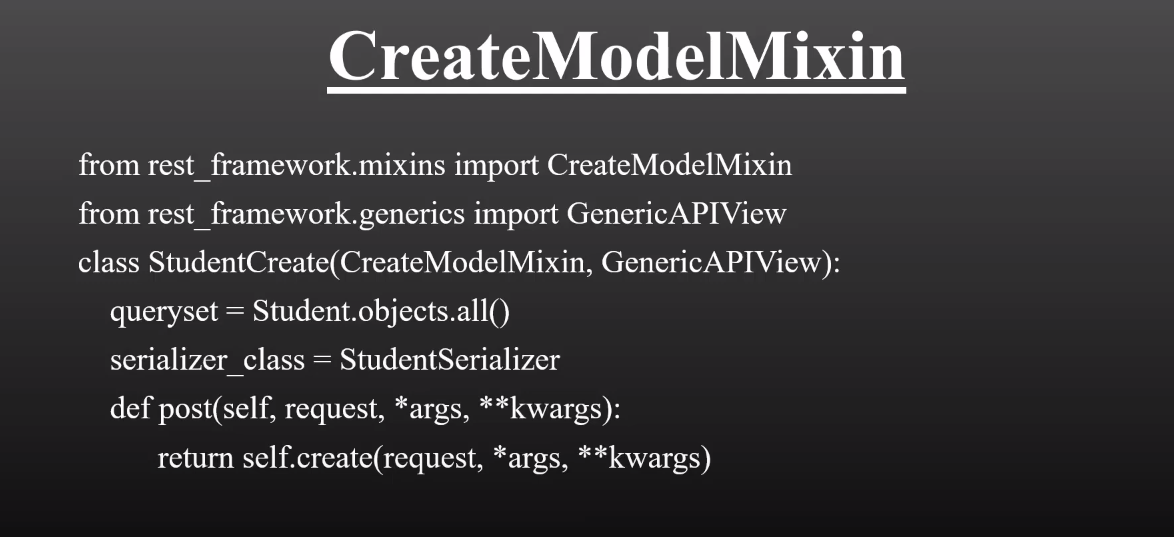 CreateModelMixin
from rest_framework.mixins import CreateModelMixin
from rest_framework.generics import GenericAPIView
class StudentCreate(CreateModelMixin, GenericAPIView):
queryset = Student.objects.all()
serializer_class = StudentSerializer
def post(self, request, *args, **kwargs):
return self.create(request, *args, **kwargs)